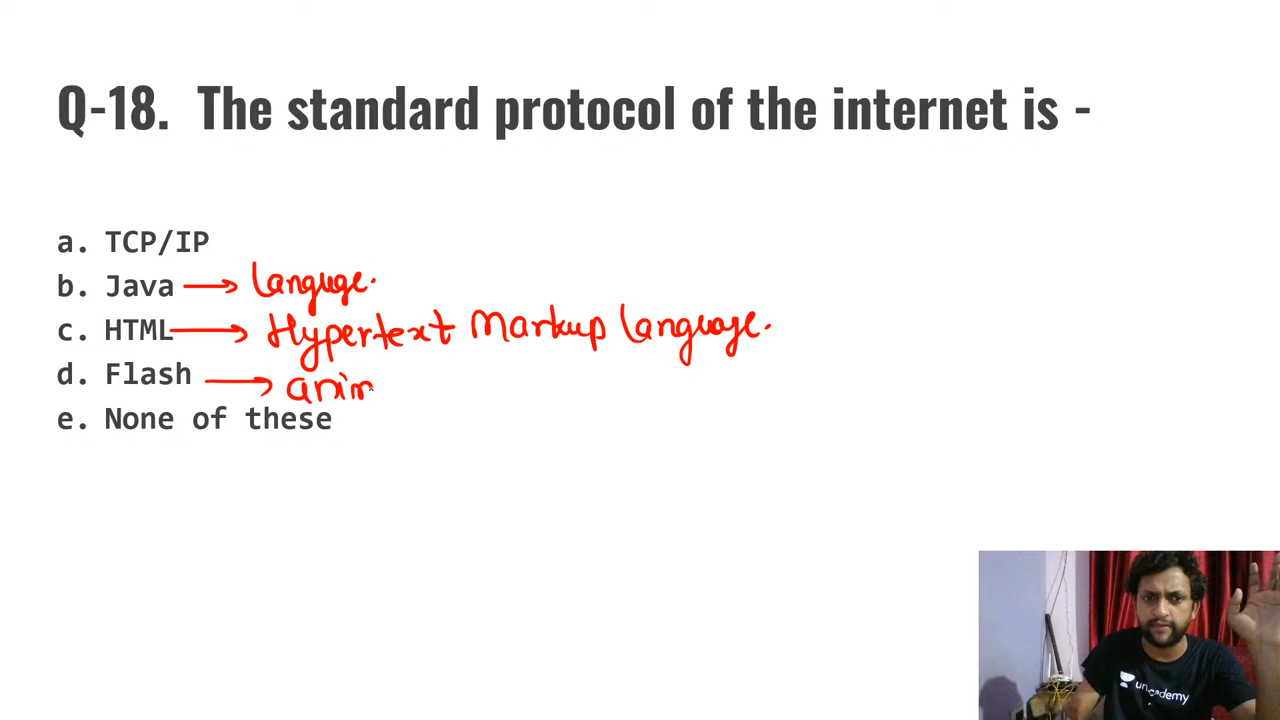 Q-18. The standard protocol of the internet is -
a. TCP/IP
b. Java → Languge.
c. HTML → Hypertext Markup Language.
d. Flash → anim
e. None of these
unacademy